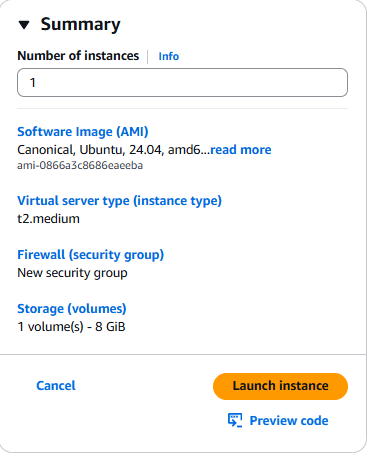 Summary
Number of instances | Info
1
Software Image (AMI)
Canonical, Ubuntu, 24.04, amd6...read more
ami-0866a3c8686eaeeba
Virtual server type (instance type)
t2.medium
Firewall (security group)
New security group
Storage (volumes)
1 volume(s) - 8 GiB
Cancel
Launch instance
Preview code